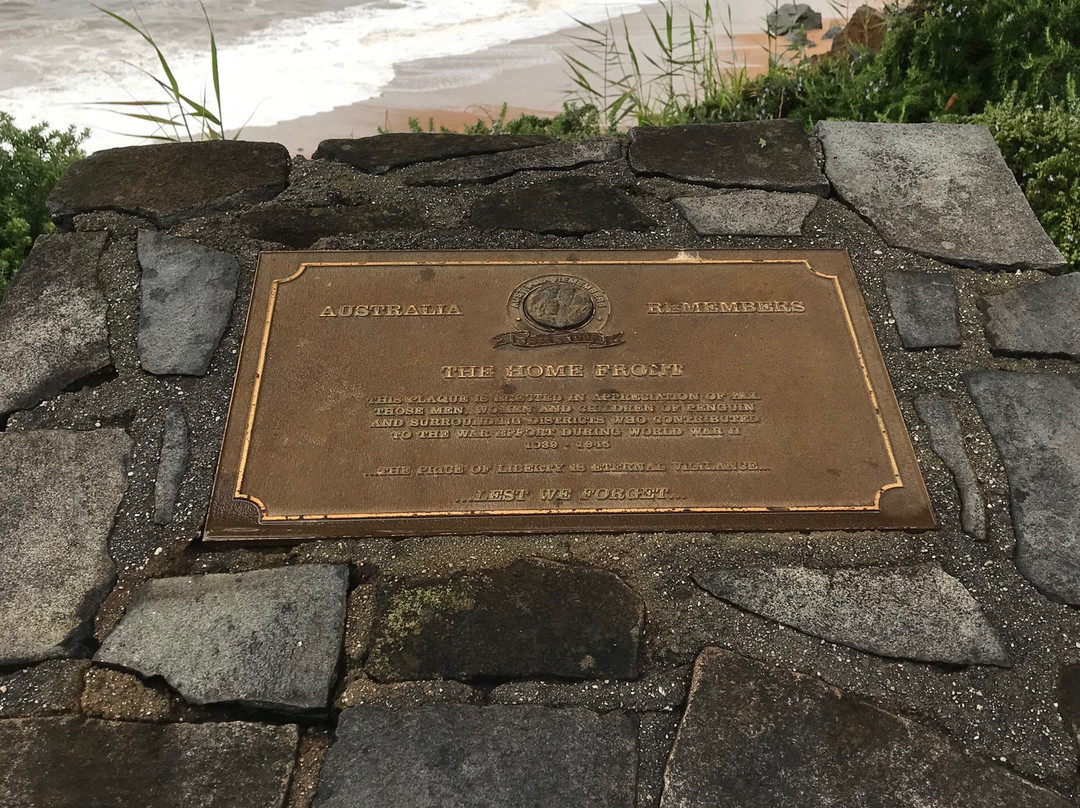 AUSTRALIA REMEMBERS
THE HOME FRONT
THIS PLAQUE IS ERECTED IN APPRECIATION OF ALL
THOSE MEN, WOMEN AND CHILDREN OF PENGUIN
AND SURROUNDING DISTRICTS WHO CONTRIBUTED
TO THE WAR EFFORT DURING WORLD WAR II
1939 - 1945
...THE PRICE OF LIBERTY IS ETERNAL VIGILANCE...
...LEST WE FORGET...